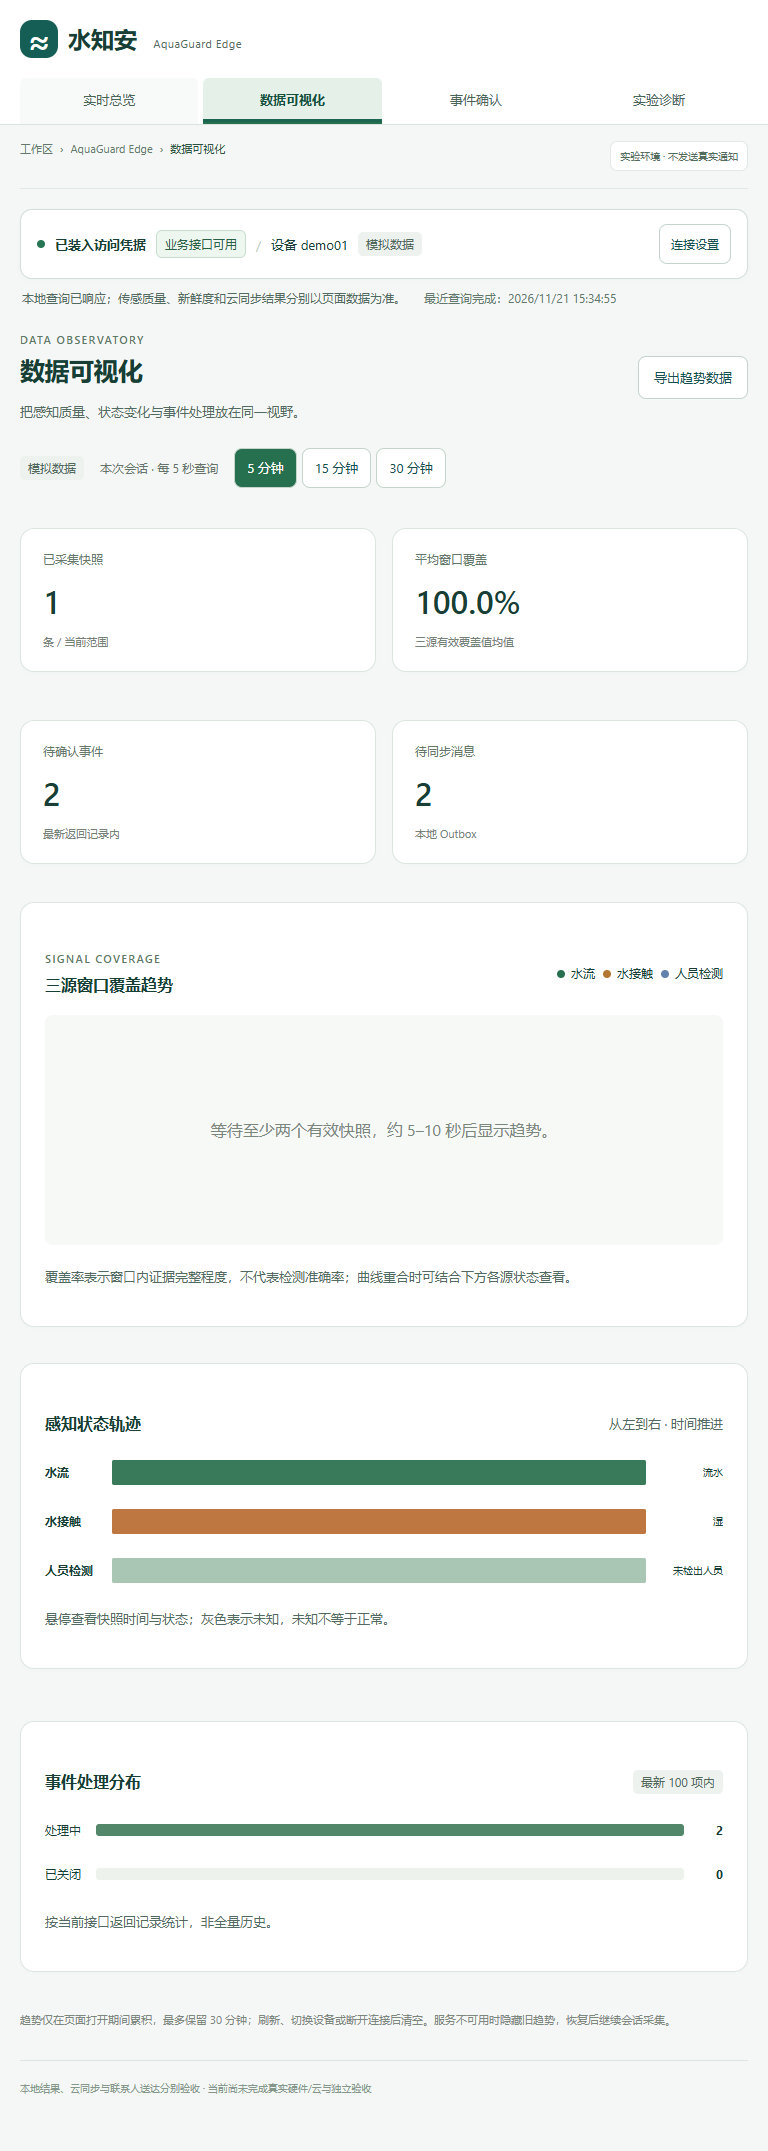 水知安 AquaGuard Edge
实时总览 数据可视化 事件确认 实验诊断
工作区 › AquaGuard Edge › 数据可视化
实验环境 · 不发送真实通知
已装入访问凭据 业务接口可用 / 设备 demo01 模拟数据 连接设置
本地查询已响应；传感质量、新鲜度和云同步结果分别以页面数据为准。 最近查询完成：2026/11/21 15:34:55
DATA OBSERVATORY
数据可视化
导出趋势数据
把感知质量、状态变化与事件处理放在同一视野。
模拟数据 本次会话 · 每 5 秒查询 5 分钟 15 分钟 30 分钟
已采集快照
1
条 / 当前范围
平均窗口覆盖
100.0%
三源有效覆盖值均值
待确认事件
2
最新返回记录内
待同步消息
2
本地 Outbox
SIGNAL COVERAGE
三源窗口覆盖趋势
水流 水接触 人员检测
等待至少两个有效快照，约 5–10 秒后显示趋势。
覆盖率表示窗口内证据完整程度，不代表检测准确率；曲线重合时可结合下方各源状态查看。
感知状态轨迹 从左到右 · 时间推进
水流 流水
水接触 湿
人员检测 未检出人员
悬停查看快照时间与状态；灰色表示未知，未知不等于正常。
事件处理分布 最新 100 项内
处理中 2
已关闭 0
按当前接口返回记录统计，非全量历史。
趋势仅在页面打开期间累积，最多保留 30 分钟；刷新、切换设备或断开连接后清空。服务不可用时隐藏旧趋势，恢复后继续会话采集。
本地结果、云同步与联系人送达分别验收 · 当前尚未完成真实硬件/云与独立验收